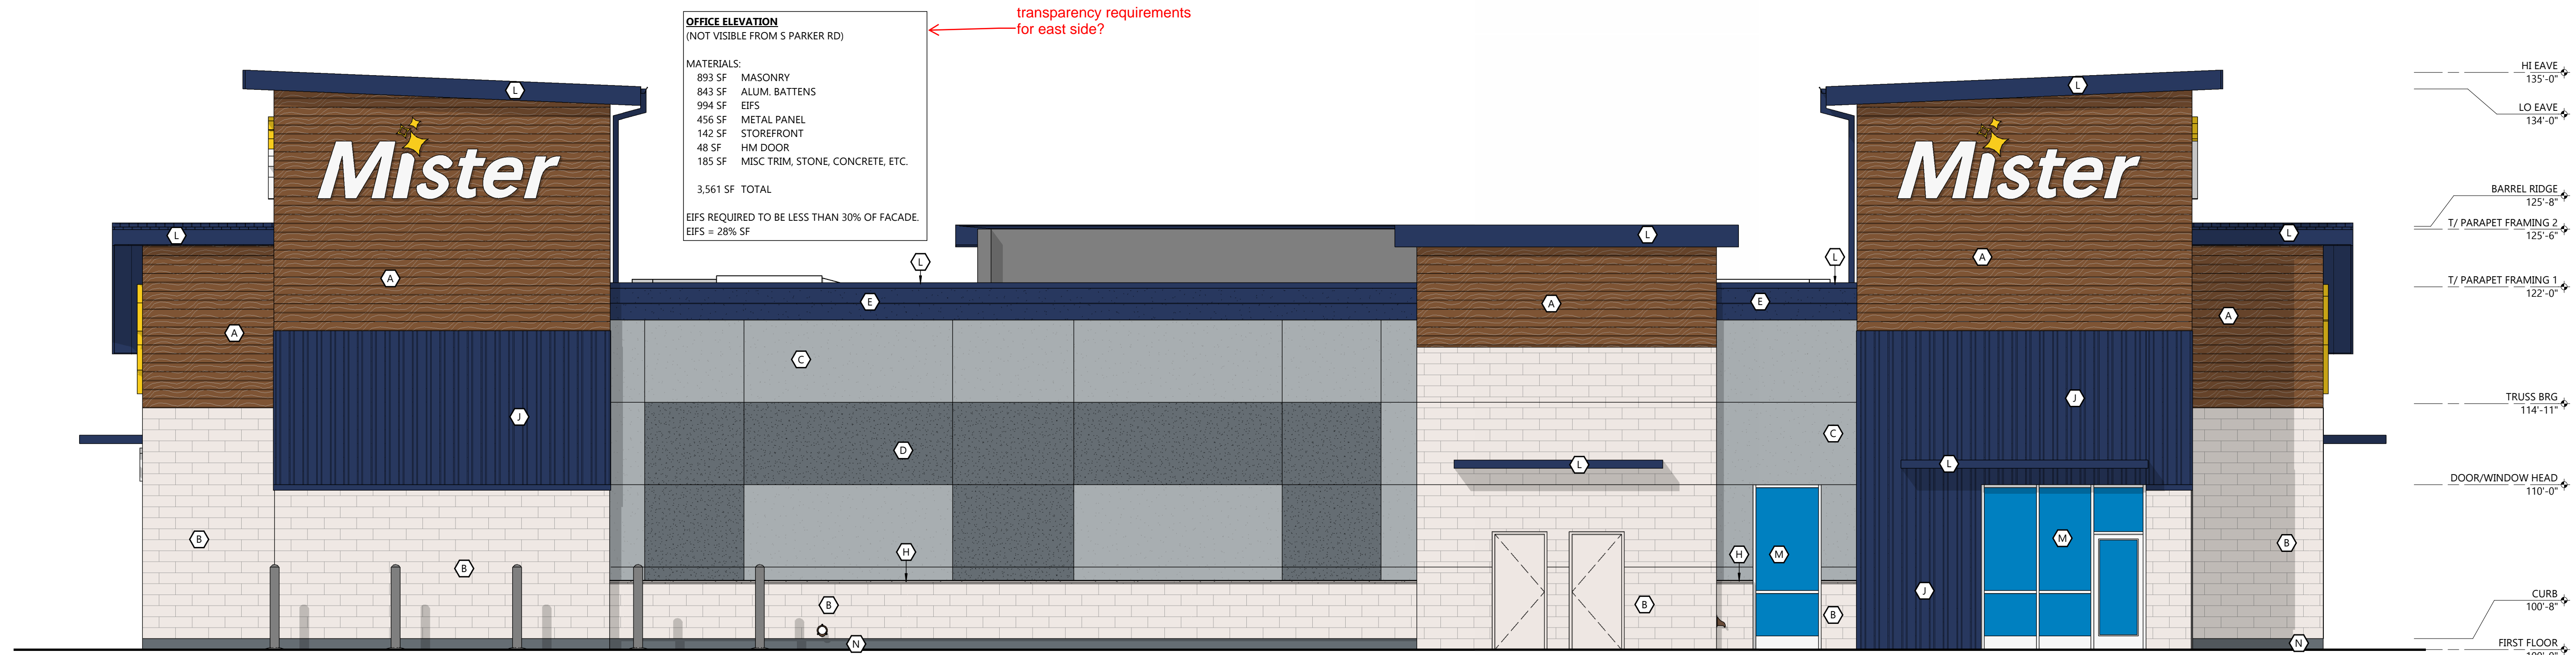 transparency requirements
for east side?
OFFICE ELEVATION
(NOT VISIBLE FROM S PARKER RD)
MATERIALS:
893 SF MASONRY
843 SF ALUM. BATTENS
994 SF EIFS
456 SF METAL PANEL
142 SF STOREFRONT
48 SF HM DOOR
185 SF MISC TRIM, STONE, CONCRETE, ETC.
3,561 SF TOTAL
EIFS REQUIRED TO BE LESS THAN 30% OF FACADE.
EIFS = 28% SF
HI EAVE
135'-0"
LO EAVE
134'-0"
BARREL RIDGE
125'-8"
T/ PARAPET FRAMING 2
125'-6"
T/ PARAPET FRAMING 1
122'-0"
TRUSS BRG
114'-11"
DOOR/WINDOW HEAD
110'-0"
CURB
100'-8"
FIRST FLOOR
Mister
Mister
L
L
L
L
L
L
L
A
A
A
A
A
E
E
C
J
J
D
C
L
L
B
B
H
H
M
M
B
B
B
B
J
N
N